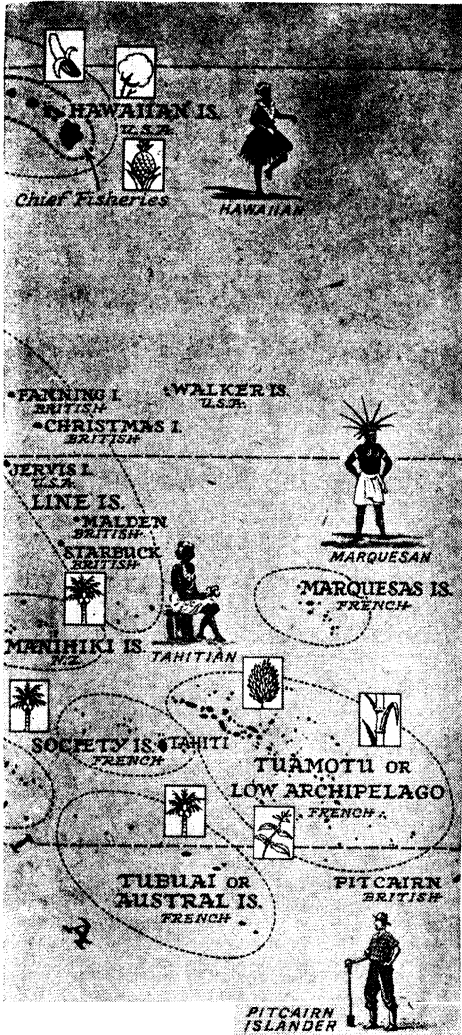 HAWAIIAN IS.
U.S.A.
Chief Fisheries
HAWAIIAN
FANNING I.
BRITISH
WALKER IS.
U.S.A.
CHRISTMAS I.
BRITISH
JERVIS I.
U.S.A.
LINE IS.
MALDEN
BRITISH
STARBUCK
BRITISH
MARQUESAN
MARQUESAS IS.
FRENCH
MANIHIKI IS.
N.Z.
TAHITIAN
SOCIETY IS.
FRENCH
TAHITI
TUAMOTU OR
LOW ARCHIPELAGO
FRENCH
TUBUAI OR
AUSTRAL IS.
FRENCH
PITCAIRN
BRITISH
PITCAIRN
ISLANDER